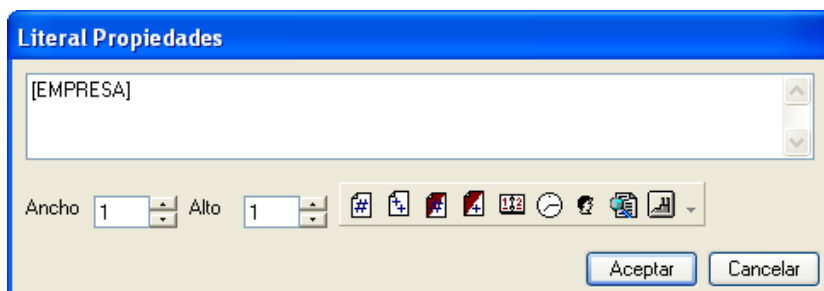 Literal Propiedades
[EMPRESA]
Ancho 1 Alto 1
Aceptar Cancelar